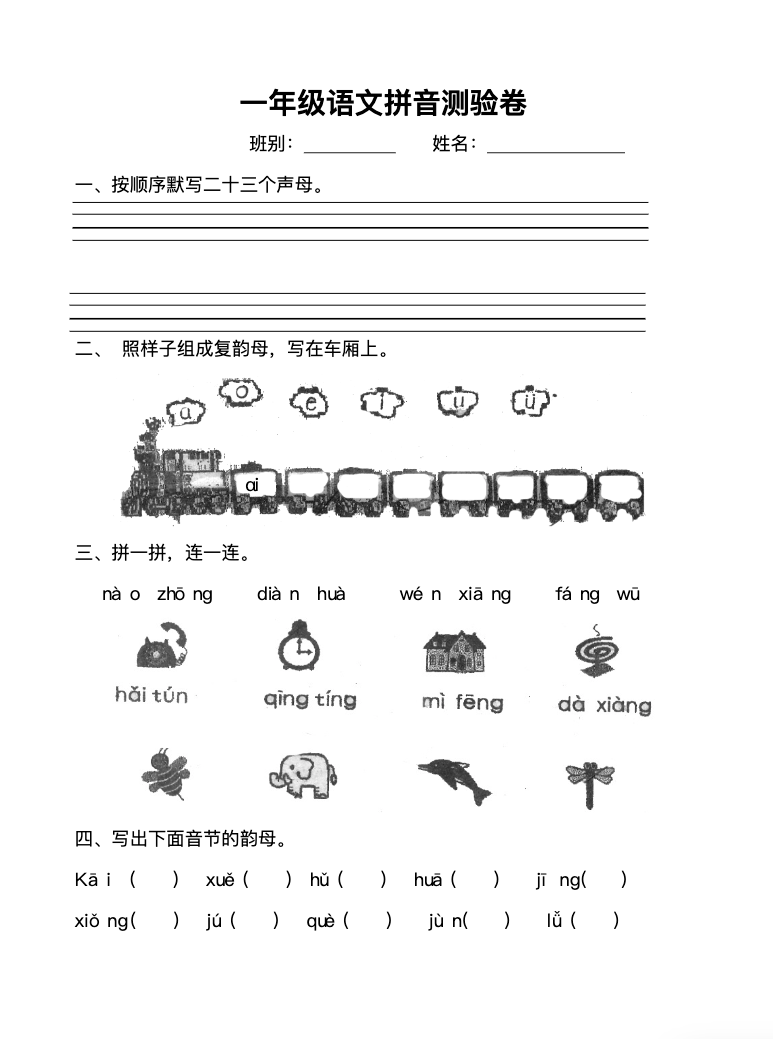 一年级语文拼音测验卷
班别：_________ 姓名：_____________
一、按顺序默写二十三个声母。
二、 照样子组成复韵母，写在车厢上。
a o e i u ü
ai
三、拼一拼，连一连。
nà o zhō ng dià n huà wé n xiā ng fá ng wū
hǎi tún qīng tíng mì fēng dà xiàng
四、写出下面音节的韵母。
Kā i （ ） xuě（ ） hǔ（ ） huā（ ） jī ng( ）
xiǒ ng( ） jú（ ） què（ ） jù n( ） lǚ（ ）